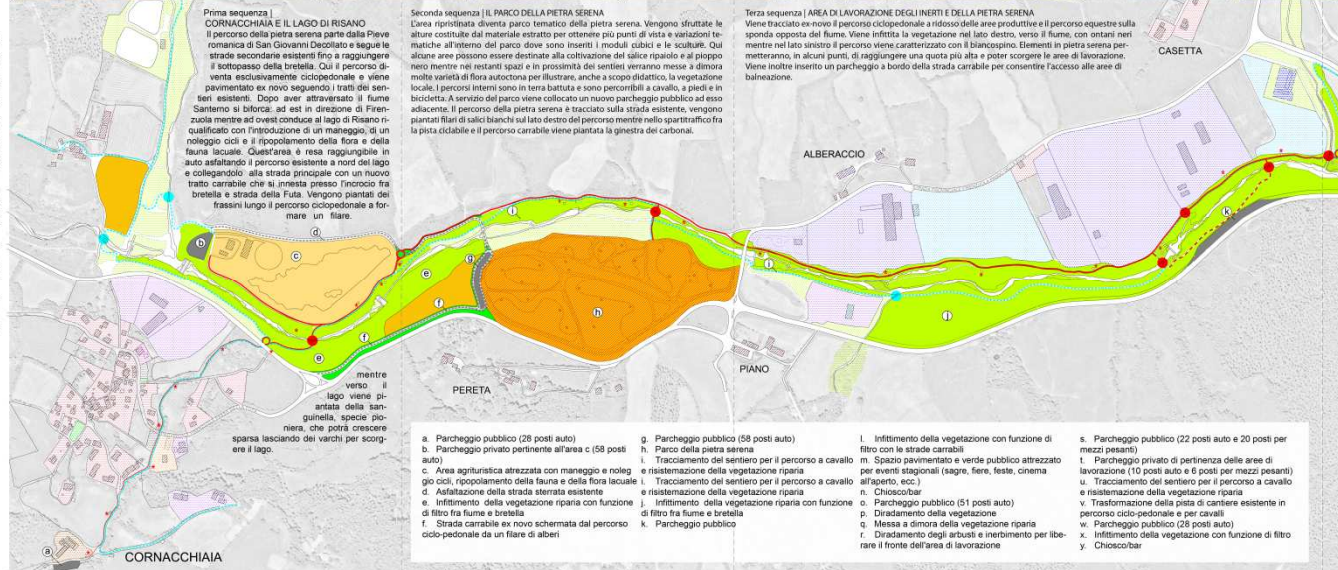 Prima sequenza |
CORNACCHIAIA E IL LAGO DI RISANO
Il percorso della pietra serena parte dalla Pieve
romanica di San Giovanni Decollato e segue le
strade secondarie esistenti fino a raggiungere
il sottopasso della bretella. Qui il percorso di-
venta esclusivamente ciclopedonale e viene
pavimentato ex novo seguendo i tratti dei sen-
tieri esistenti. Dopo aver attraversato il fiume
Santerno si biforca: ad est in direzione di Firen-
zuola mentre ad ovest conduce al lago di Risano ri-
qualificato con l'introduzione di un maneggio, di un
noleggio cicli e il ripopolamento della flora e della
fauna lacuale. Quest'area è resa raggiungibile in
auto asfaltando il percorso esistente a nord del lago
e collegandolo alla strada principale con un nuovo
tratto carrabile che si innesta presso l'incrocio fra
bretella e strada della Futa. Vengono piantati dei
frassini lungo il percorso ciclopedonale a for-
mare un filare.
mentre
verso il
lago viene pi-
antata della san-
guinella, specie pio-
niera, che potrà crescere
sparsa lasciando dei varchi per scorg-
ere il lago.
Seconda sequenza | IL PARCO DELLA PIETRA SERENA
L'area ripristinata diventa parco tematico della pietra serena. Vengono sfruttate le
alture costituite dal materiale estratto per ottenere più punti di vista e variazioni te-
matiche all'interno del parco dove sono inseriti i moduli cubici e le sculture. Qui
alcune aree possono essere destinate alla coltivazione del salice ripaiolo e al pioppo
nero mentre nei restanti spazi e in prossimità dei sentieri verranno messe a dimora
molte varietà di flora autoctona per illustrare, anche a scopo didattico, la vegetazione
locale. I percorsi interni sono in terra battuta e sono percorribili a cavallo, a piedi e in
bicicletta. A servizio del parco viene collocato un nuovo parcheggio pubblico ad esso
adiacente. Il percorso della pietra serena è tracciato sulla strada esistente, vengono
piantati filari di salici bianchi sul lato destro del percorso mentre nello spartitraffico fra
la pista ciclabile e il percorso carrabile viene piantata la ginestra dei carbonai.
Terza sequenza | AREA DI LAVORAZIONE DEGLI INERTI E DELLA PIETRA SERENA
Viene tracciato ex-novo il percorso ciclopedonale a ridosso delle aree produttive e il percorso equestre sulla
sponda opposta del fiume. Viene infittita la vegetazione nel lato destro, verso il fiume, con ontani neri
mentre nel lato sinistro il percorso viene caratterizzato con il biancospino. Elementi in pietra serena per-
metteranno, in alcuni punti, di raggiungere una quota più alta e poter scorgere le aree di lavorazione.
Viene inoltre inserito un parcheggio a bordo della strada carrabile per consentire l'accesso alle aree di
balneazione.
CASETTA
ALBERACCIO
PIANO
PERETA
CORNACCHIAIA
a
b
c
d
e
e
f
f
g
h
i
i
j
k
a. Parcheggio pubblico (28 posti auto)
b. Parcheggio privato pertinente all'area c (58 posti
auto)
c. Area agrituristica atrezzata con maneggio e noleg
gio cicli, ripopolamento della fauna e della flora lacuale
d. Asfaltazione della strada sterrata esistente
e. Infittimento della vegetazione riparia con funzione
di filtro fra fiume e bretella
f. Strada carrabile ex novo schermata dal percorso
ciclo-pedonale da un filare di alberi
g. Parcheggio pubblico (58 posti auto)
h. Parco della pietra serena
i. Tracciamento del sentiero per il percorso a cavallo
e risistemazione della vegetazione riparia
i. Tracciamento del sentiero per il percorso a cavallo
e risistemazione della vegetazione riparia
j. Infittimento della vegetazione riparia con funzione
di filtro fra fiume e bretella
k. Parcheggio pubblico
l. Infittimento della vegetazione con funzione di
filtro con le strade carrabili
m. Spazio pavimentato e verde pubblico attrezzato
per eventi stagionali (sagre, fiere, feste, cinema
all'aperto, ecc.)
n. Chiosco/bar
o. Parcheggio pubblico (51 posti auto)
p. Diradamento della vegetazione
q. Messa a dimora della vegetazione riparia
r. Diradamento degli arbusti e inerbimento per libe-
rare il fronte dell'area di lavorazione
s. Parcheggio pubblico (22 posti auto e 20 posti per
mezzi pesanti)
t. Parcheggio privato di pertinenza delle aree di
lavorazione (10 posti auto e 6 posti per mezzi pesanti)
u. Tracciamento del sentiero per il percorso a cavallo
e risistemazione della vegetazione riparia
v. Trasformazione della pista di cantiere esistente in
percorso ciclo-pedonale e per cavalli
w. Parcheggio pubblico (28 posti auto)
x. Infittimento della vegetazione con funzione di filtro
y. Chiosco/bar